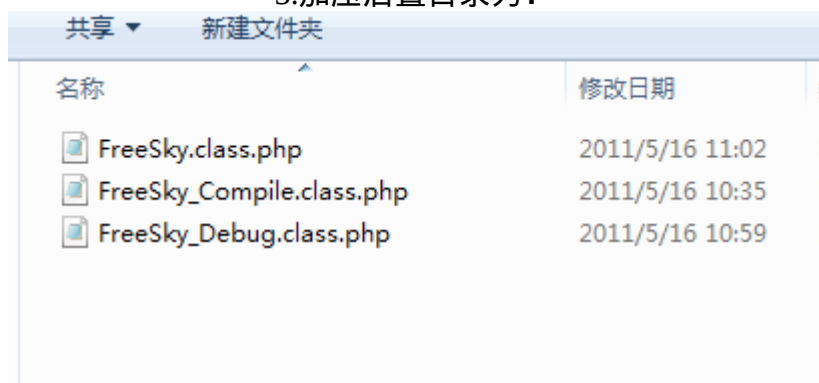 共享 新建文件夹
名称 修改日期
FreeSky.class.php 2011/5/16 11:02
FreeSky_Compile.class.php 2011/5/16 10:35
FreeSky_Debug.class.php 2011/5/16 10:59